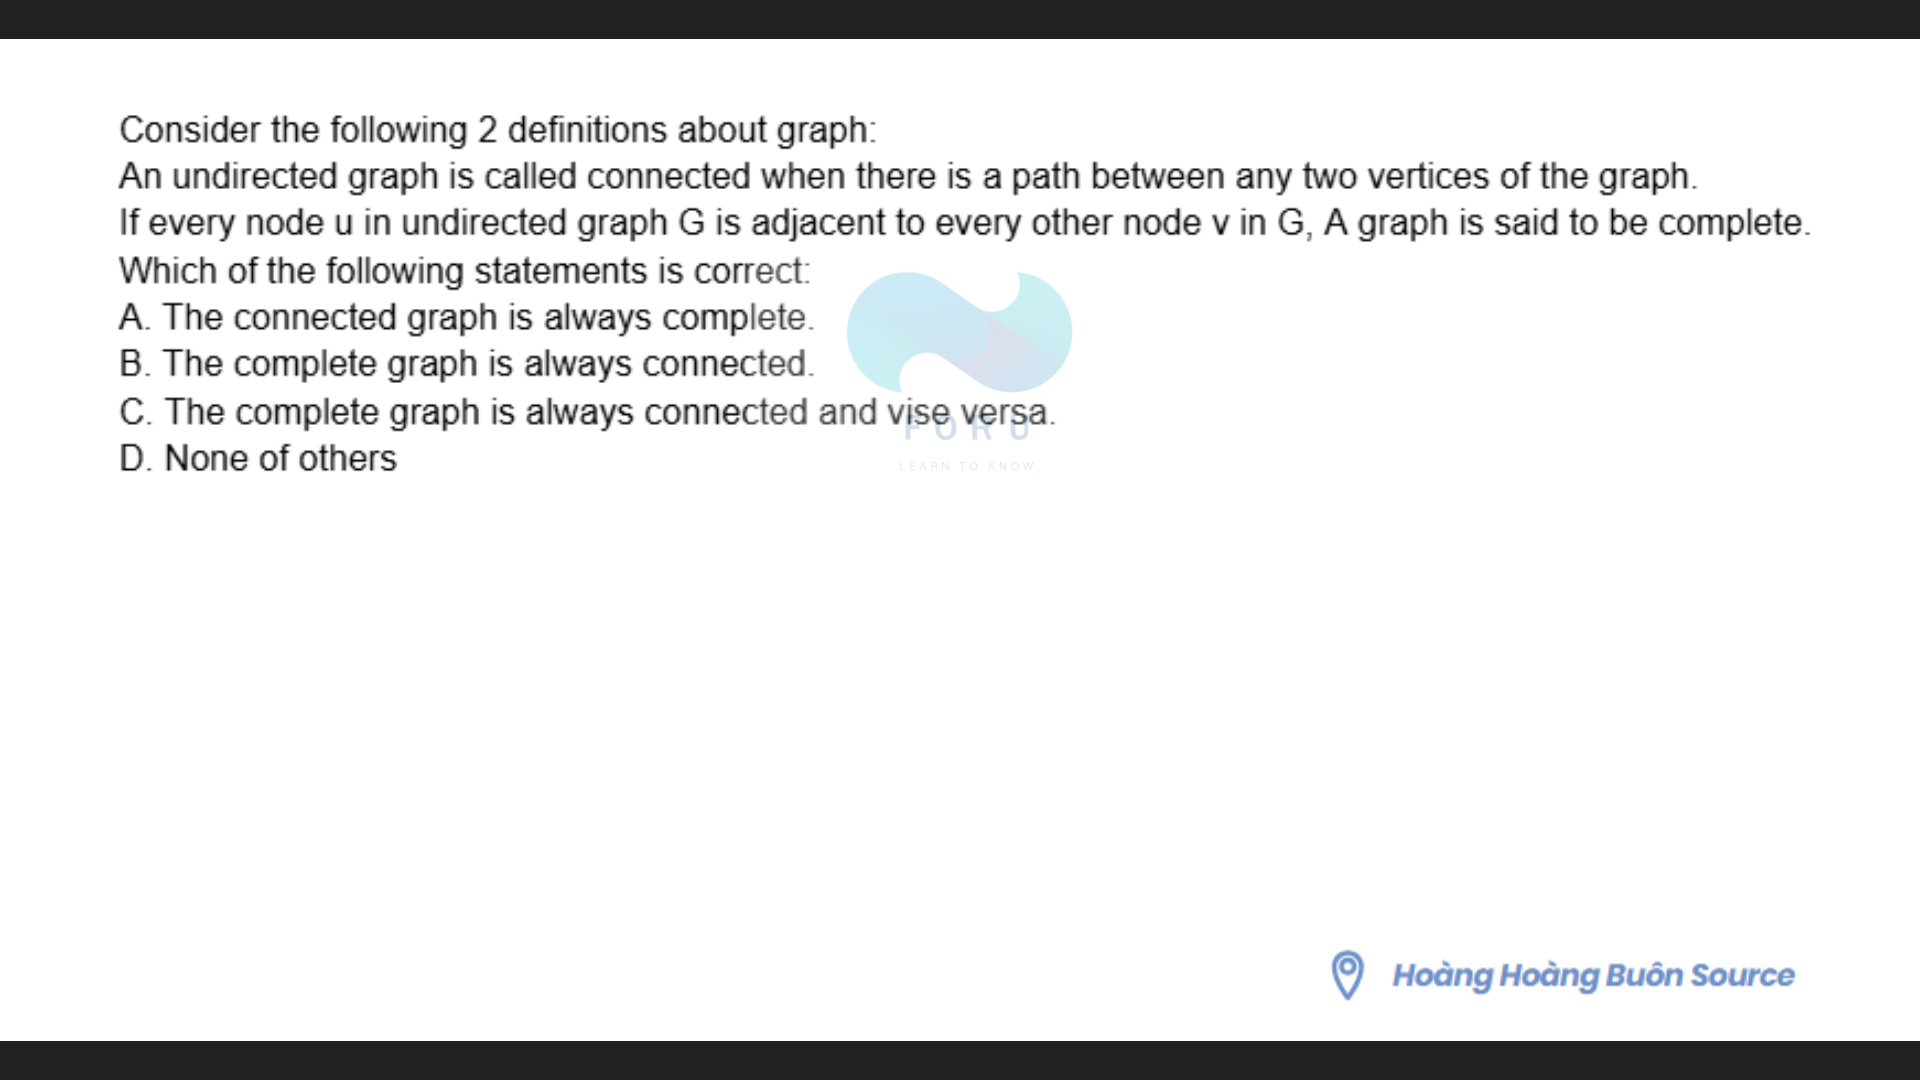 Consider the following 2 definitions about graph:
An undirected graph is called connected when there is a path between any two vertices of the graph.
If every node u in undirected graph G is adjacent to every other node v in G, A graph is said to be complete.
Which of the following statements is correct:
A. The connected graph is always complete.
B. The complete graph is always connected.
C. The complete graph is always connected and vise versa.
D. None of others
FORU
LEARN TO KNOW
Hoàng Hoàng Buôn Source